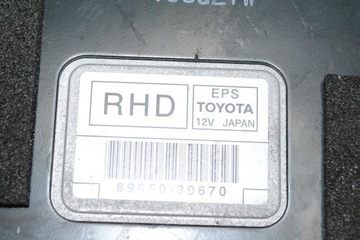 RHD
EPS
TOYOTA
12V JAPAN
89650-30670